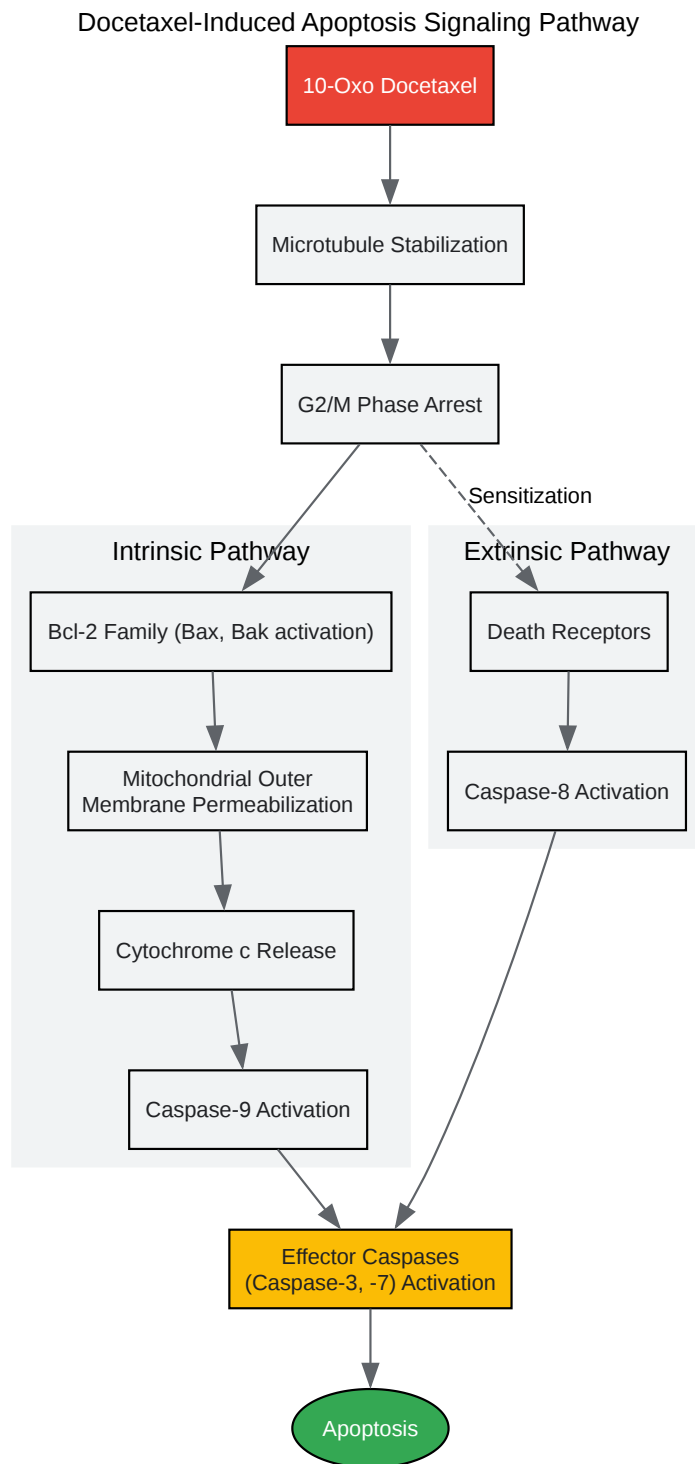 Docetaxel-Induced Apoptosis Signaling Pathway
10-Oxo Docetaxel
Microtubule Stabilization
G2/M Phase Arrest
Sensitization
Intrinsic Pathway
Extrinsic Pathway
Bcl-2 Family (Bax, Bak activation)
Death Receptors
Mitochondrial Outer
Membrane Permeabilization
Caspase-8 Activation
Cytochrome c Release
Caspase-9 Activation
Effector Caspases
(Caspase-3, -7) Activation
Apoptosis